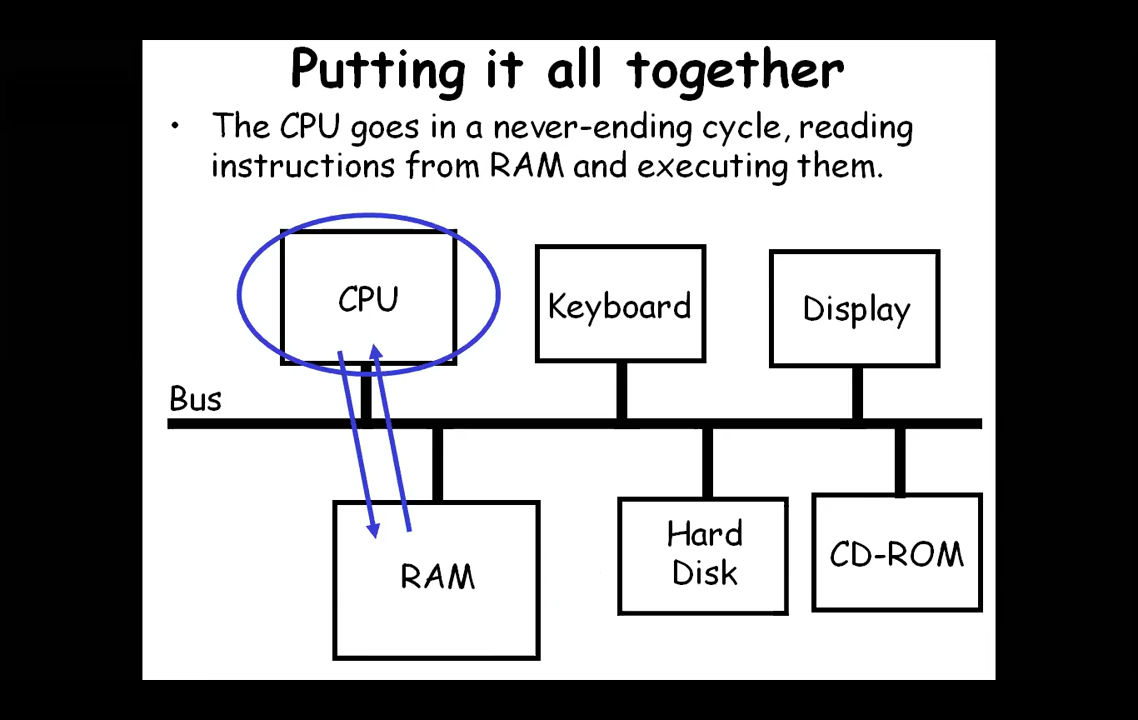 Putting it all together
• The CPU goes in a never-ending cycle, reading
instructions from RAM and executing them.
CPU
Keyboard
Display
Bus
RAM
Hard
Disk
CD-ROM